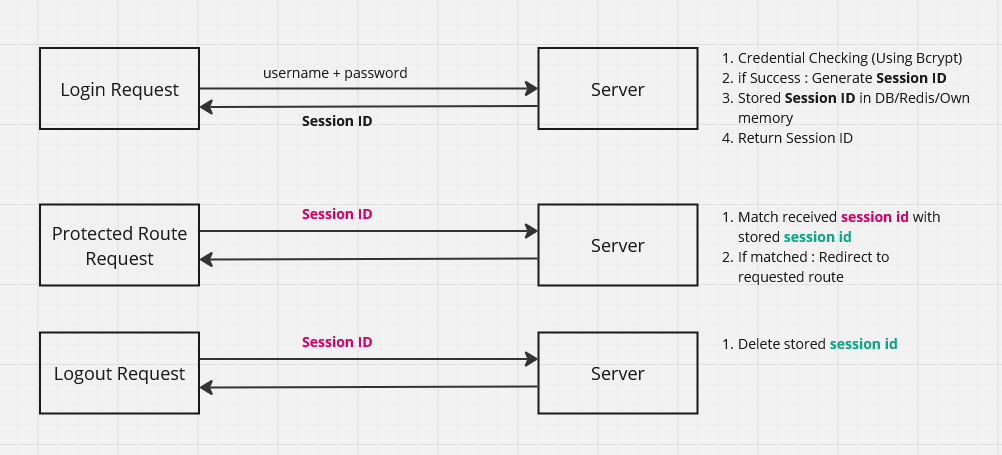 Login Request
username + password
Session ID
Server
1. Credential Checking (Using Bcrypt)
2. if Success : Generate Session ID
3. Stored Session ID in DB/Redis/Own
memory
4. Return Session ID
Protected Route
Request
Session ID
Server
1. Match received session id with
stored session id
2. If matched : Redirect to
requested route
Logout Request
Session ID
Server
1. Delete stored session id